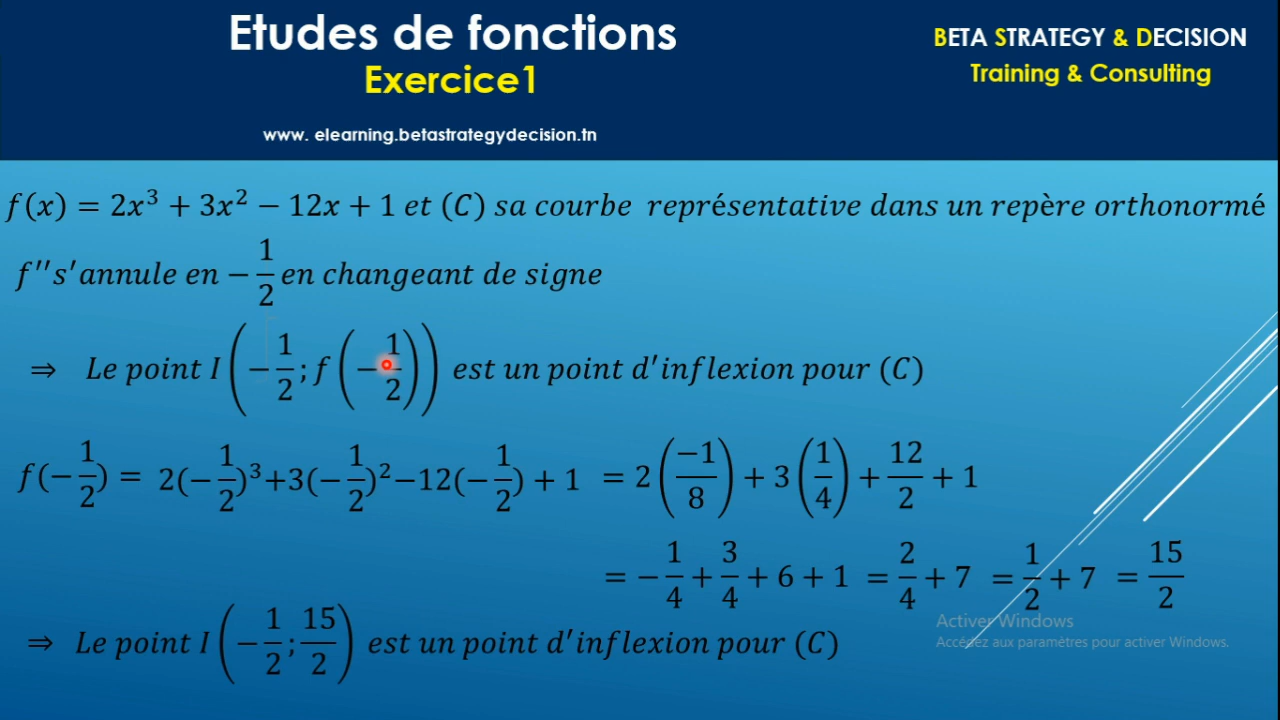 Etudes de fonctions
BETA STRATEGY & DECISION
Exercice1
Training & Consulting
www. elearning.betastrategydecision.tn
f(x) = 2x³ + 3x² − 12x + 1 et (C) sa courbe représentative dans un repère orthonormé
f''s'annule en −1/2 en changeant de signe
⇒ Le point I (−1/2 ; f(−1/2)) est un point d'inflexion pour (C)
f(−1/2) = 2(−1/2)³+3(−1/2)²−12(−1/2) + 1 = 2(−1/8) + 3(1/4) + 12/2 + 1
= −1/4 + 3/4 + 6 + 1 = 2/4 + 7 = 1/2 + 7 = 15/2
⇒ Le point I (−1/2 ; 15/2) est un point d'inflexion pour (C)
Activer Windows
Accédez aux paramètres pour activer Windows.